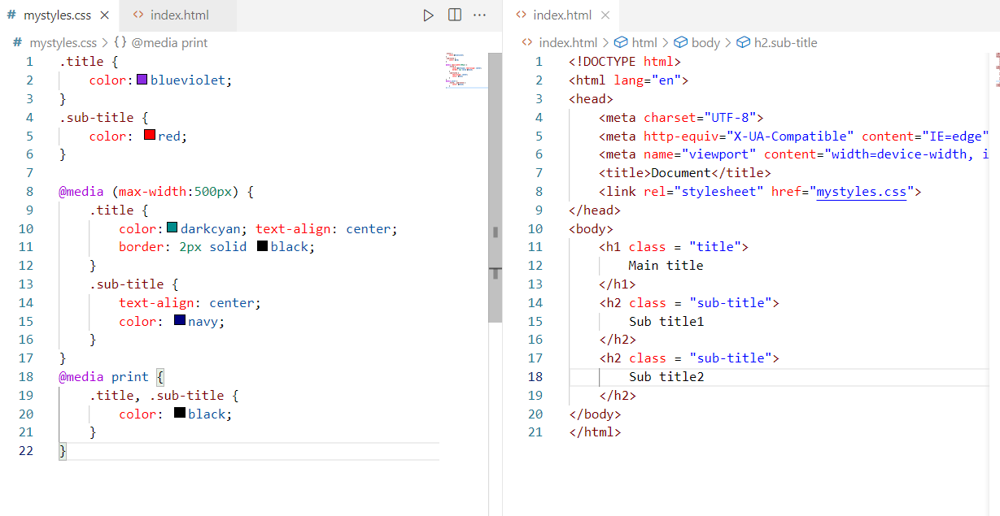 # mystyles.css × <> index.html
# mystyles.css > {} @media print
1 .title {
2     color: blueviolet;
3 }
4 .sub-title {
5     color: red;
6 }
7
8 @media (max-width:500px) {
9     .title {
10         color: darkcyan; text-align: center;
11         border: 2px solid black;
12     }
13     .sub-title {
14         text-align: center;
15         color: navy;
16     }
17 }
18 @media print {
19     .title, .sub-title {
20         color: black;
21     }
22 }
<> index.html ×
<> index.html > html > body > h2.sub-title
1 <!DOCTYPE html>
2 <html lang="en">
3 <head>
4     <meta charset="UTF-8">
5     <meta http-equiv="X-UA-Compatible" content="IE=edge"
6     <meta name="viewport" content="width=device-width, i
7     <title>Document</title>
8     <link rel="stylesheet" href="mystyles.css">
9 </head>
10 <body>
11     <h1 class = "title">
12         Main title
13     </h1>
14     <h2 class = "sub-title">
15         Sub title1
16     </h2>
17     <h2 class = "sub-title">
18         Sub title2
19     </h2>
20 </body>
21 </html>